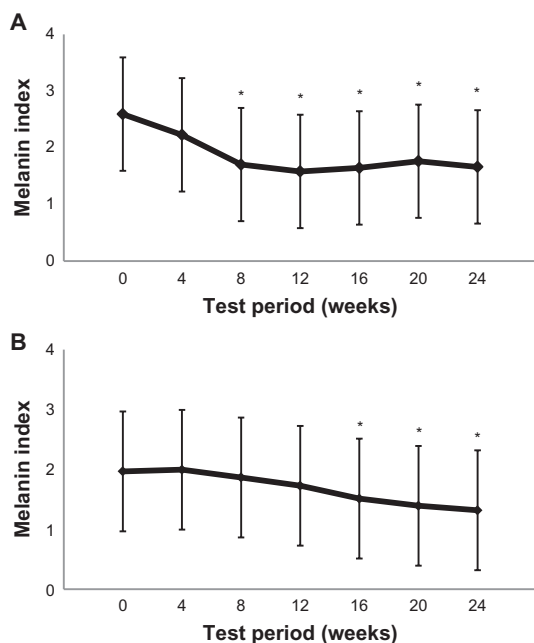 A
4
3
2
1
0
Melanin index
* * * * *
0 4 8 12 16 20 24
Test period (weeks)
B
4
3
2
1
0
Melanin index
* * *
0 4 8 12 16 20 24
Test period (weeks)